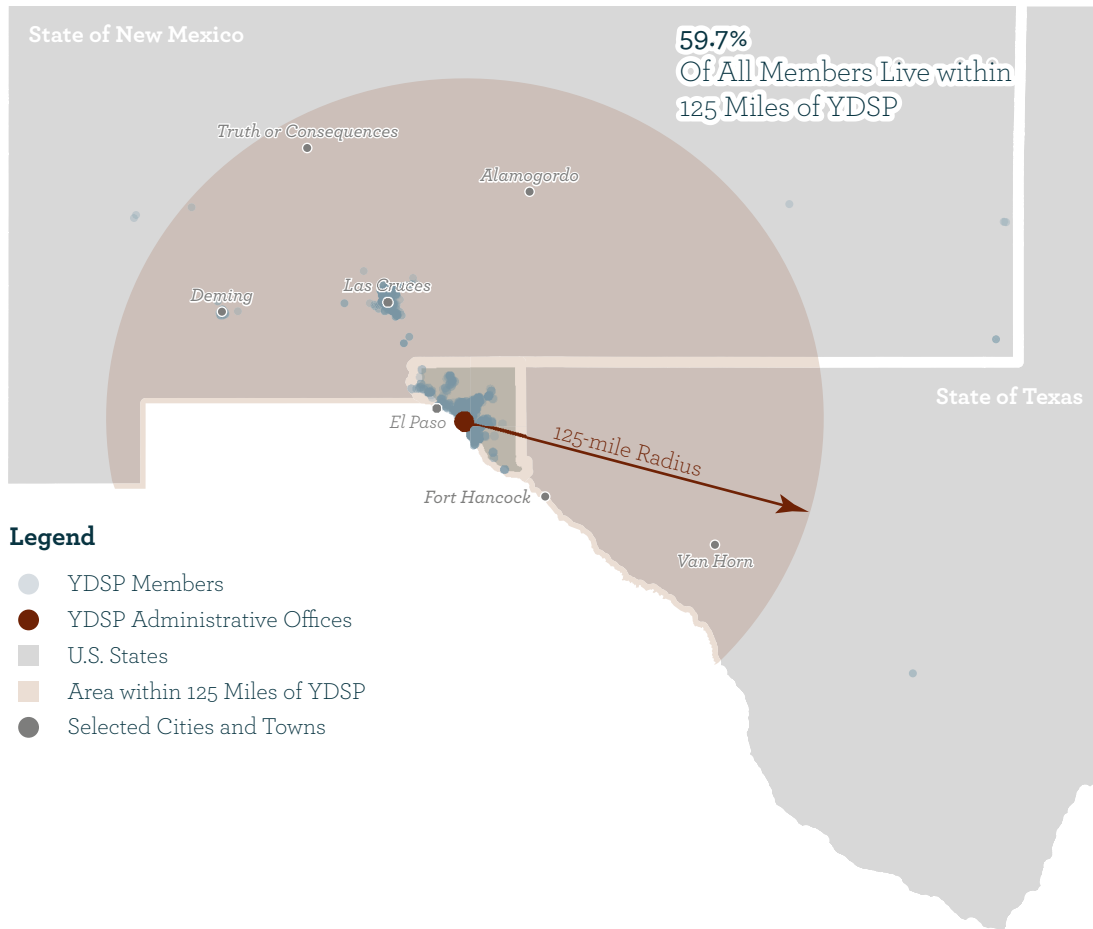 State of New Mexico
59.7%
Of All Members Live within
125 Miles of YDSP
Truth or Consequences
Alamogordo
Las Cruces
Deming
State of Texas
El Paso
125-mile Radius
Fort Hancock
Van Horn
Legend
YDSP Members
YDSP Administrative Offices
U.S. States
Area within 125 Miles of YDSP
Selected Cities and Towns